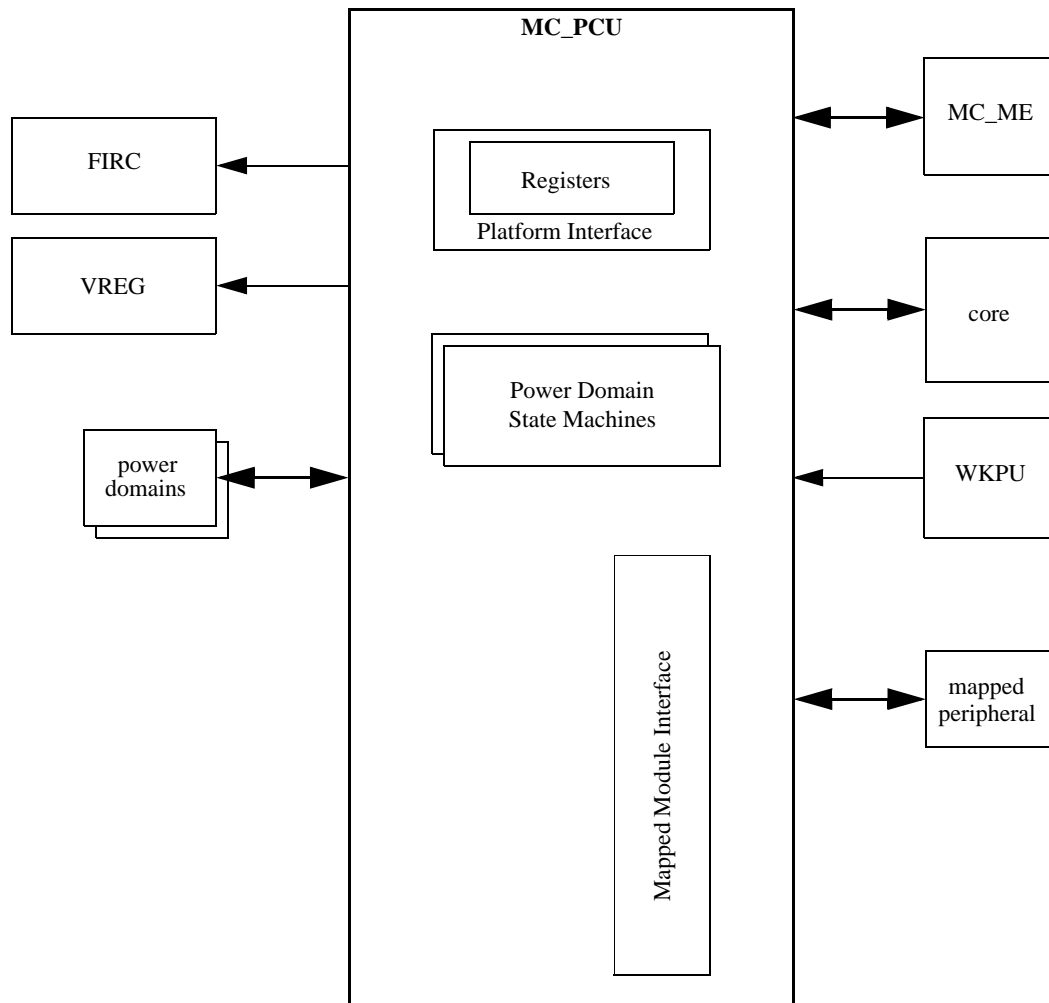 MC_PCU
FIRC
VREG
power
domains
Registers
Platform Interface
Power Domain
State Machines
Mapped Module Interface
MC_ME
core
WKPU
mapped
peripheral